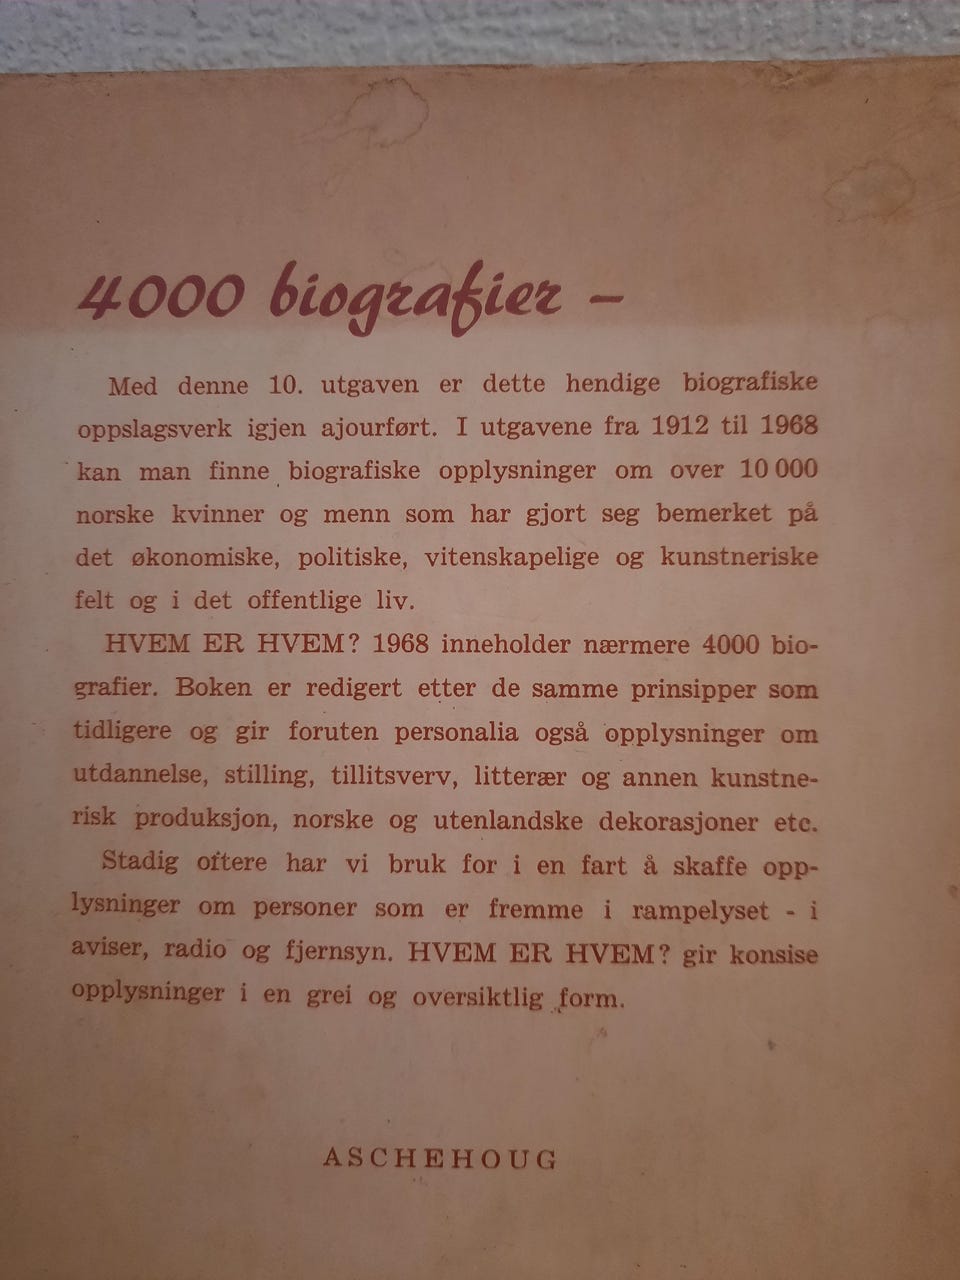 4000 biografier –
Med denne 10. utgaven er dette hendige biografiske
oppslagsverk igjen ajourført. I utgavene fra 1912 til 1968
kan man finne biografiske opplysninger om over 10 000
norske kvinner og menn som har gjort seg bemerket på
det økonomiske, politiske, vitenskapelige og kunstneriske
felt og i det offentlige liv.
HVEM ER HVEM? 1968 inneholder nærmere 4000 bio-
grafier. Boken er redigert etter de samme prinsipper som
tidligere og gir foruten personalia også opplysninger om
utdannelse, stilling, tillitsverv, litterær og annen kunstne-
risk produksjon, norske og utenlandske dekorasjoner etc.
Stadig oftere har vi bruk for i en fart å skaffe opp-
lysninger om personer som er fremme i rampelyset - i
aviser, radio og fjernsyn. HVEM ER HVEM? gir konsise
opplysninger i en grei og oversiktlig form.
ASCHEHOUG